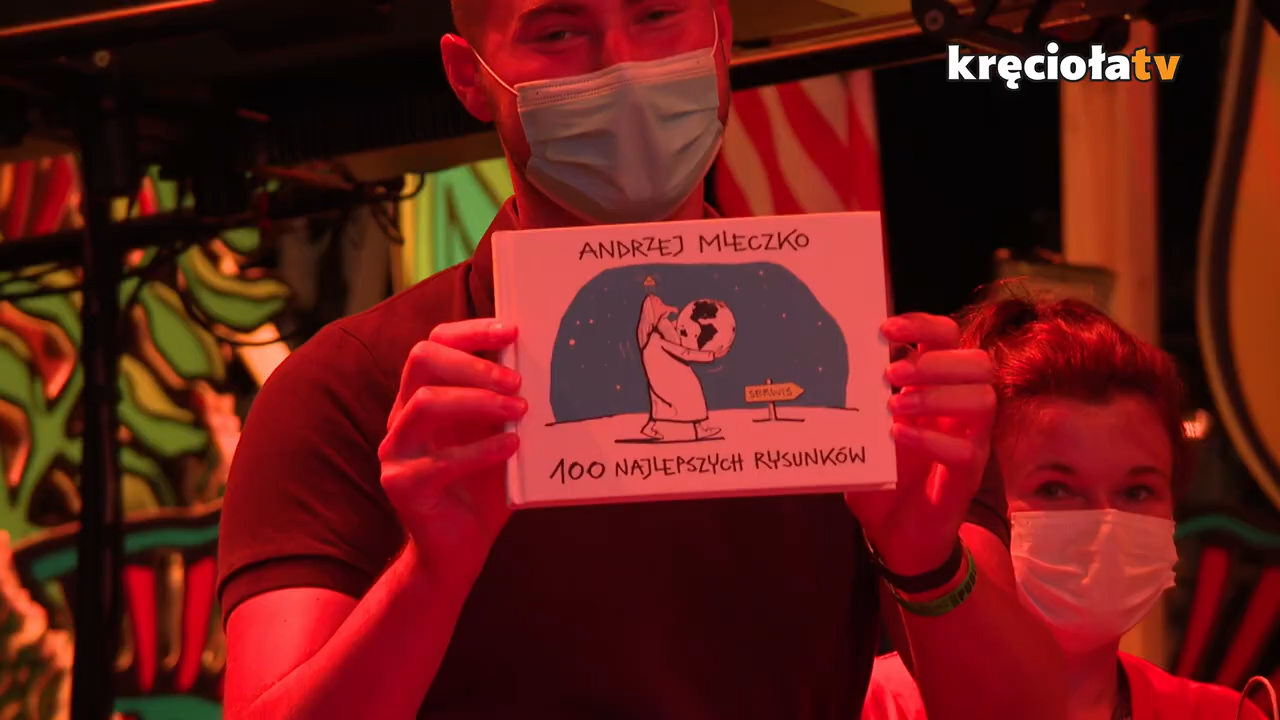 kręciołatv
ANDRZEJ MLECZKO
SERWIS
100 NAJLEPSZYCH RYSUNKÓW